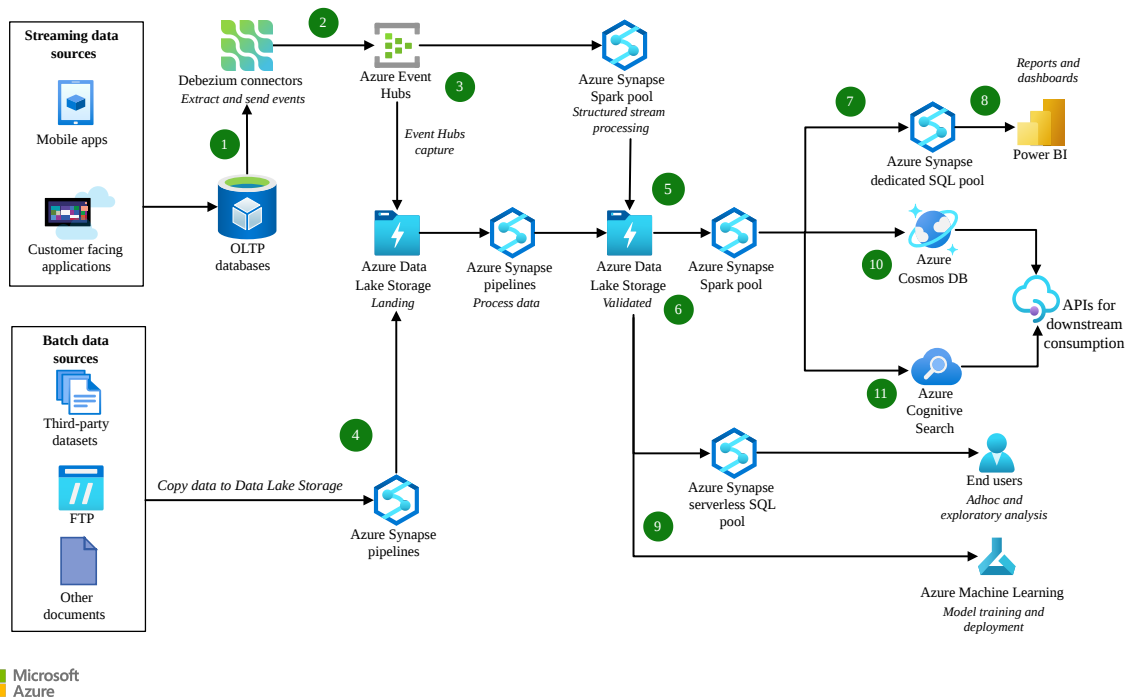 Streaming data
sources
Mobile apps
Customer facing
applications
Batch data
sources
Third-party
datasets
FTP
Other
documents
1
OLTP
databases
Debezium connectors
Extract and send events
2
Azure Event
Hubs
3
Event Hubs
capture
Azure Data
Lake Storage
Landing
Copy data to Data Lake Storage
4
Azure Synapse
pipelines
Azure Synapse
pipelines
Process data
Azure Synapse
Spark pool
Structured stream
processing
5
Azure Data
Lake Storage
Validated
6
Azure Synapse
Spark pool
7
Azure Synapse
dedicated SQL pool
8
Reports and
dashboards
Power BI
10
Azure
Cosmos DB
APIs for
downstream
consumption
11
Azure
Cognitive
Search
Azure Synapse
serverless SQL
pool
End users
Adhoc and
exploratory analysis
9
Azure Machine Learning
Model training and
deployment
Microsoft
Azure